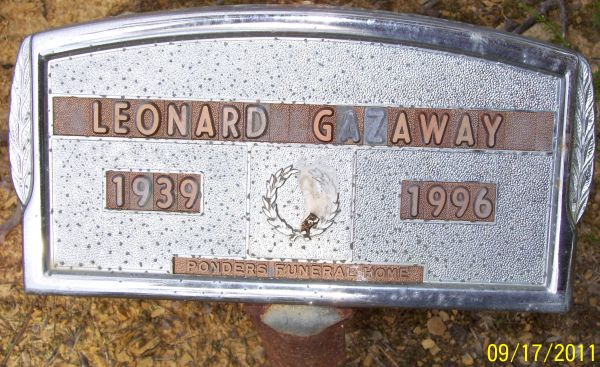 LEONARD GAZAWAY
1939 1996
PONDERS FUNERAL HOME
09/17/2011